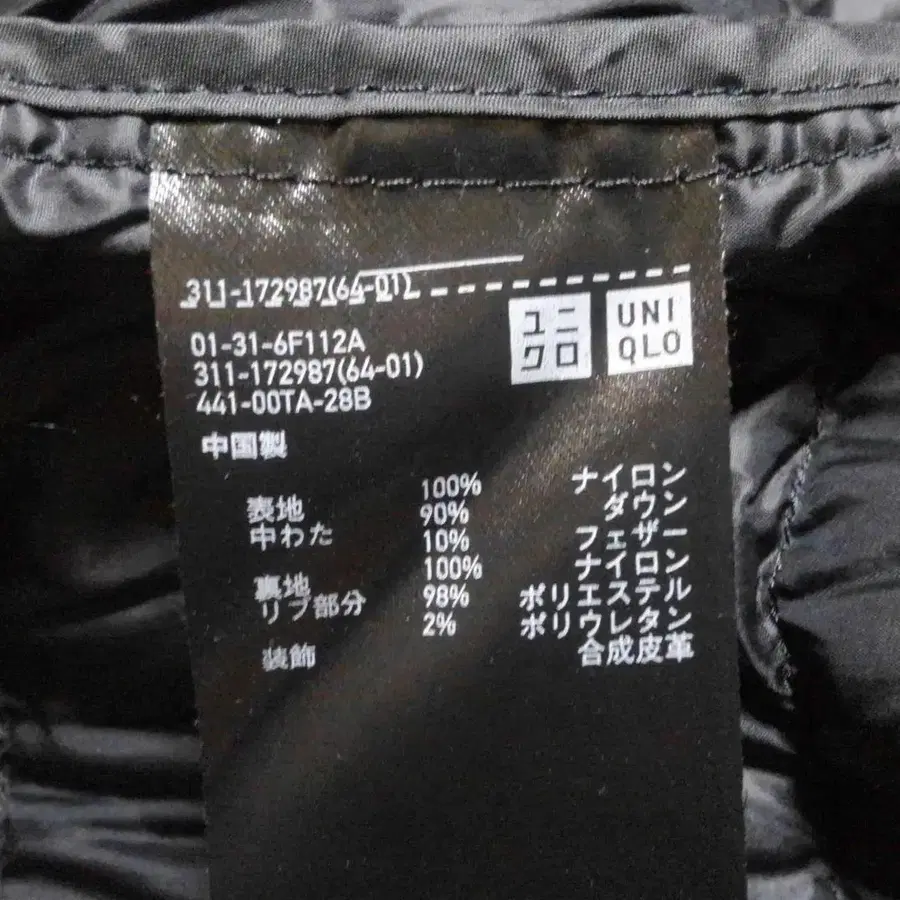 311-172987(64-01)
ユニ
クロ
UNI
QLO
01-31-6F112A
311-172987(64-01)
441-00TA-28B
中国製
表地 100% ナイロン
中わた 90% ダウン
10% フェザー
裏地 100% ナイロン
リブ部分 98% ポリエステル
2% ポリウレタン
装飾 合成皮革